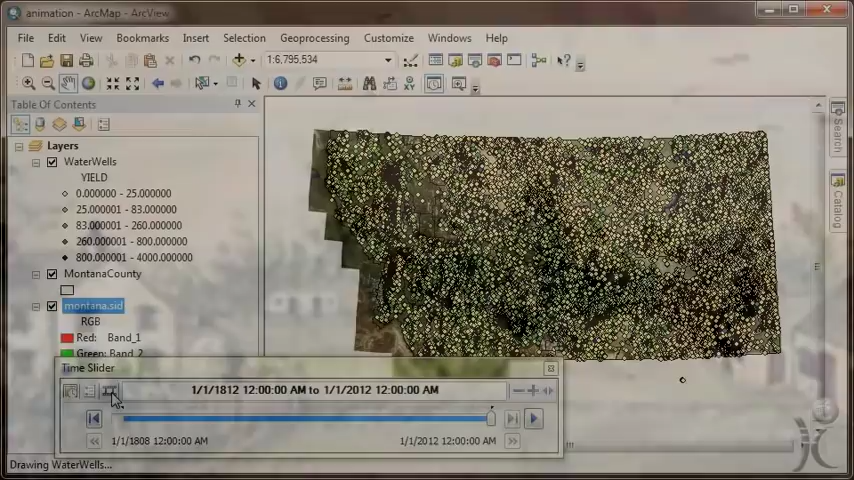 animation - ArcMap - ArcView
File Edit View Bookmarks Insert Selection Geoprocessing Customize Windows Help
1:6,795,534
Table Of Contents
Layers
WaterWells
YIELD
0.000000 - 25.000000
25.000001 - 83.000000
83.000001 - 260.000000
260.000001 - 800.000000
800.000001 - 4000.000000
MontanaCounty
montana.sid
RGB
Red: Band_1
Green: Band_2
Search
Catalog
Time Slider
1/1/1812 12:00:00 AM to 1/1/2012 12:00:00 AM
1/1/1808 12:00:00 AM 1/1/2012 12:00:00 AM
Drawing WaterWells...